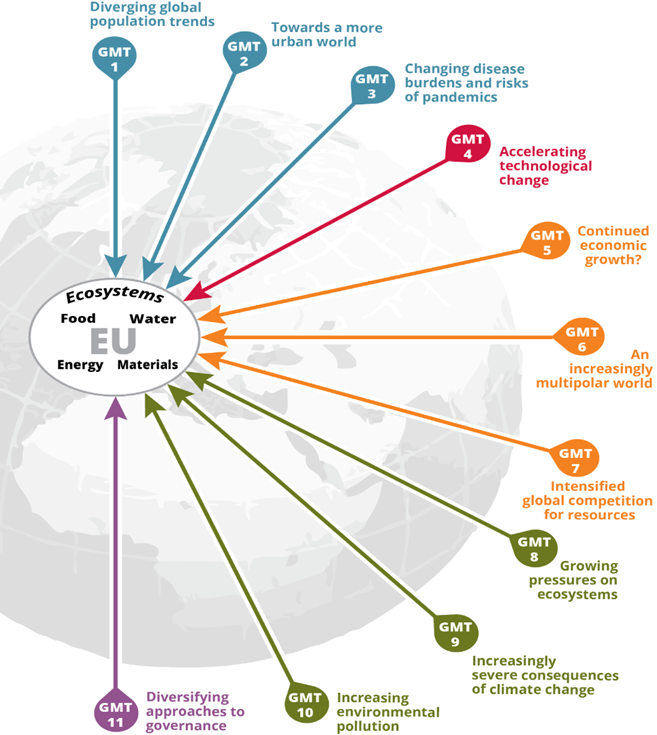 Diverging global
population trends
GMT
1
Towards a more
urban world
GMT
2
Changing disease
burdens and risks
of pandemics
GMT
3
Accelerating
technological
change
GMT
4
Continued
economic
growth?
GMT
5
An
increasingly
multipolar world
GMT
6
Intensified
global competition
for resources
GMT
7
Growing
pressures on
ecosystems
GMT
8
Increasingly
severe consequences
of climate change
GMT
9
Increasing
environmental
pollution
GMT
10
Diversifying
approaches to
governance
GMT
11
Ecosystems
Food Water
EU
Energy Materials